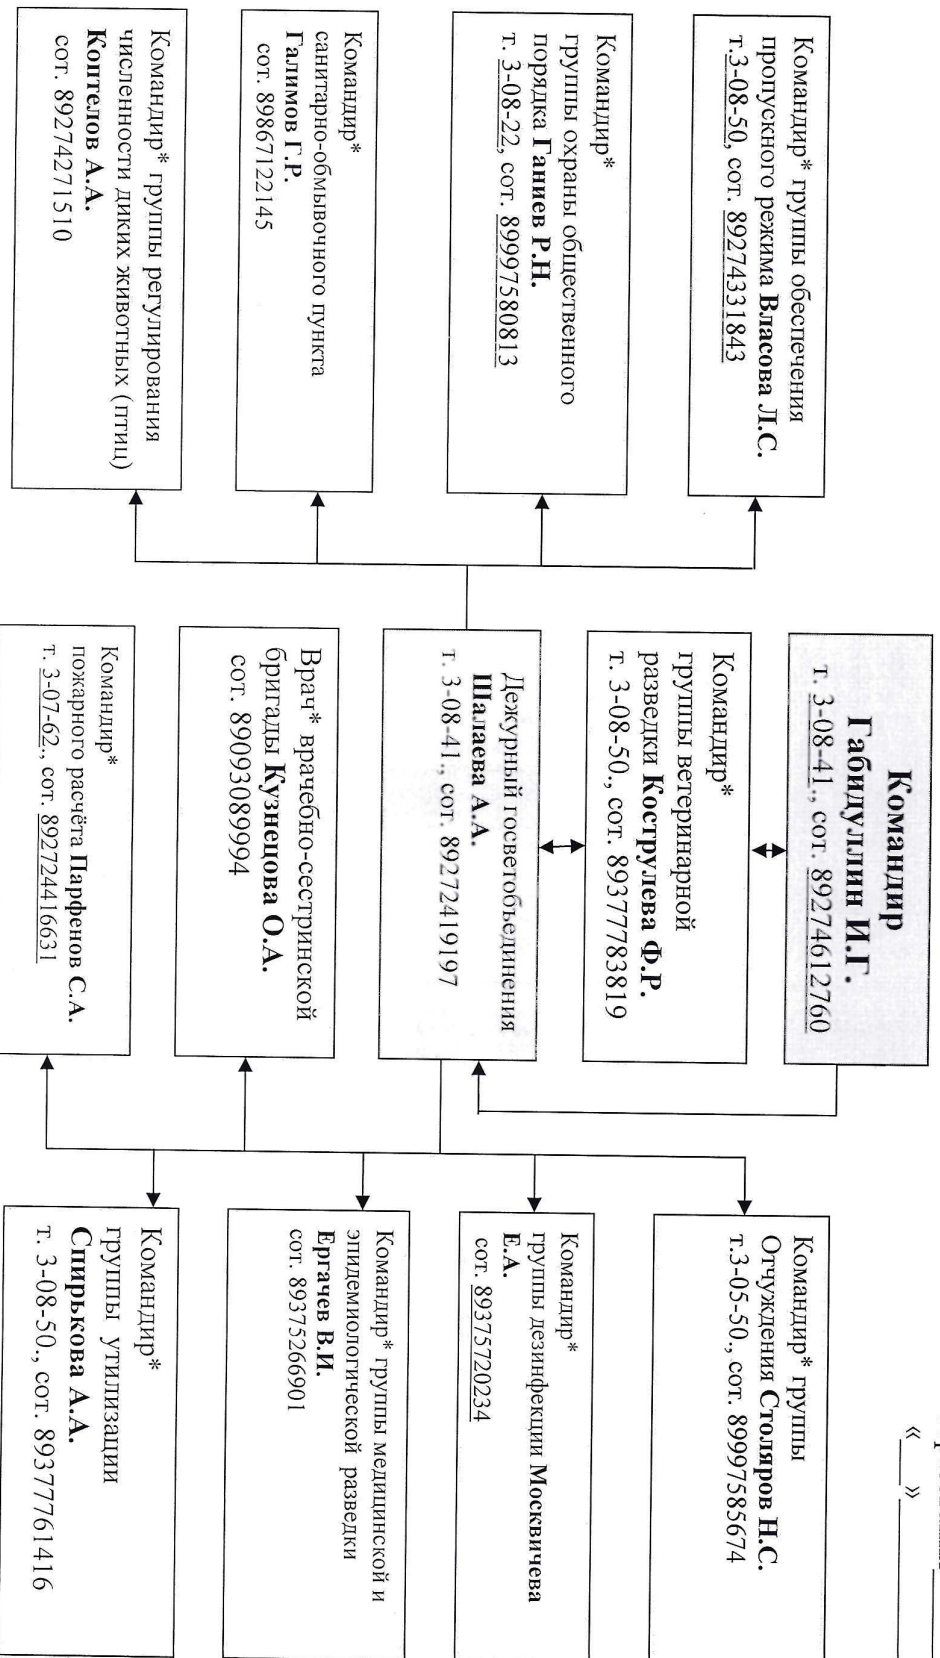 « »
Командир
Габидуллин И.Г.
т. 3-08-41., сот. 89274612760
Командир* группы обеспечения
пропускного режима Власова Л.С.
т.3-08-50, сот. 89274331843
Командир*
группы охраны общественного
порядка Ганиев Р.Н.
т. 3-08-22, сот. 89997580813
Командир*
санитарно-обмывочного пункта
Галимов Г.Р.
сот. 89867122145
Командир* группы регулирования
численности диких животных (птиц)
Коптелов А.А.
сот. 89274271510
Командир*
группы ветеринарной
разведки Кострулева Ф.Р.
т. 3-08-50., сот. 89377783819
Дежурный госветобъединения
Шалаева А.А.
т. 3-08-41., сот. 89272419197
Врач* врачебно-сестринской
бригады Кузнецова О.А.
сот. 89093089994
Командир*
пожарного расчёта Парфенов С.А.
т. 3-07-62., сот. 89272441663​1
Командир* группы
Отчуждения Столяров Н.С.
т.3-05-50., сот. 89997585674
Командир*
группы дезинфекции Москвичева
Е.А.
сот. 89375720234
Командир* группы медицинской и
эпидемиологической разведки
Ергачев В.И.
сот. 89375266901
Командир*
группы утилизации
Спирькова А.А.
т. 3-08-50., сот. 89377761416